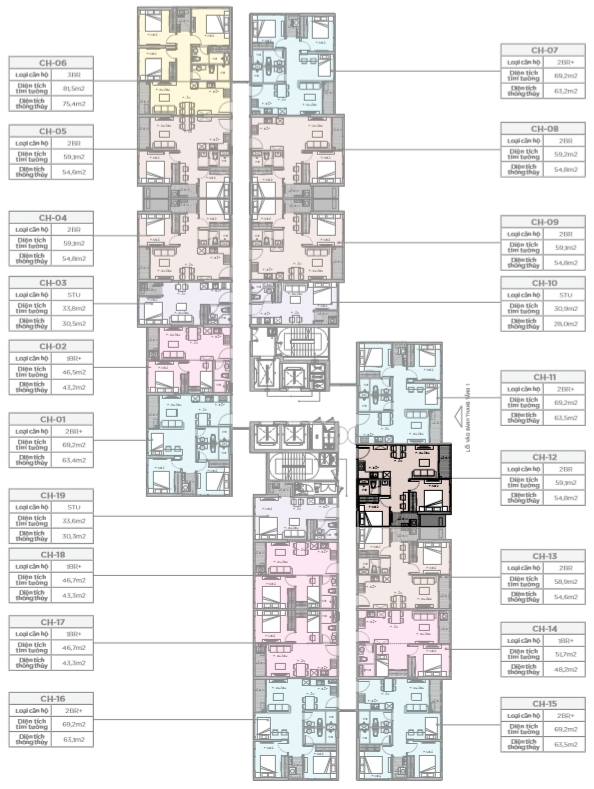 CH-06
Loại căn hộ 3BR
Diện tích tim tường 81,5m2
Diện tích thông thủy 75,4m2
CH-05
Loại căn hộ 2BR
Diện tích tim tường 59,1m2
Diện tích thông thủy 54,6m2
CH-04
Loại căn hộ 2BR
Diện tích tim tường 59,1m2
Diện tích thông thủy 54,8m2
CH-03
Loại căn hộ STU
Diện tích tim tường 33,8m2
Diện tích thông thủy 30,5m2
CH-02
Loại căn hộ 1BR+
Diện tích tim tường 46,5m2
Diện tích thông thủy 43,2m2
CH-01
Loại căn hộ 2BR+
Diện tích tim tường 69,2m2
Diện tích thông thủy 63,4m2
CH-19
Loại căn hộ STU
Diện tích tim tường 33,6m2
Diện tích thông thủy 30,3m2
CH-18
Loại căn hộ 1BR+
Diện tích tim tường 46,7m2
Diện tích thông thủy 43,3m2
CH-17
Loại căn hộ 1BR+
Diện tích tim tường 46,7m2
Diện tích thông thủy 43,3m2
CH-16
Loại căn hộ 2BR+
Diện tích tim tường 69,2m2
Diện tích thông thủy 63,1m2
CH-07
Loại căn hộ 2BR+
Diện tích tim tường 69,2m2
Diện tích thông thủy 63,2m2
CH-08
Loại căn hộ 2BR
Diện tích tim tường 59,2m2
Diện tích thông thủy 54,8m2
CH-09
Loại căn hộ 2BR
Diện tích tim tường 59,1m2
Diện tích thông thủy 54,8m2
CH-10
Loại căn hộ STU
Diện tích tim tường 30,9m2
Diện tích thông thủy 28,0m2
CH-11
Loại căn hộ 2BR+
Diện tích tim tường 69,2m2
Diện tích thông thủy 63,5m2
LỐI VÀO SẢNH THANG TẦNG 1
CH-12
Loại căn hộ 2BR
Diện tích tim tường 59,1m2
Diện tích thông thủy 54,8m2
CH-13
Loại căn hộ 2BR
Diện tích tim tường 58,9m2
Diện tích thông thủy 54,6m2
CH-14
Loại căn hộ 1BR+
Diện tích tim tường 51,7m2
Diện tích thông thủy 48,2m2
CH-15
Loại căn hộ 2BR+
Diện tích tim tường 69,2m2
Diện tích thông thủy 63,5m2